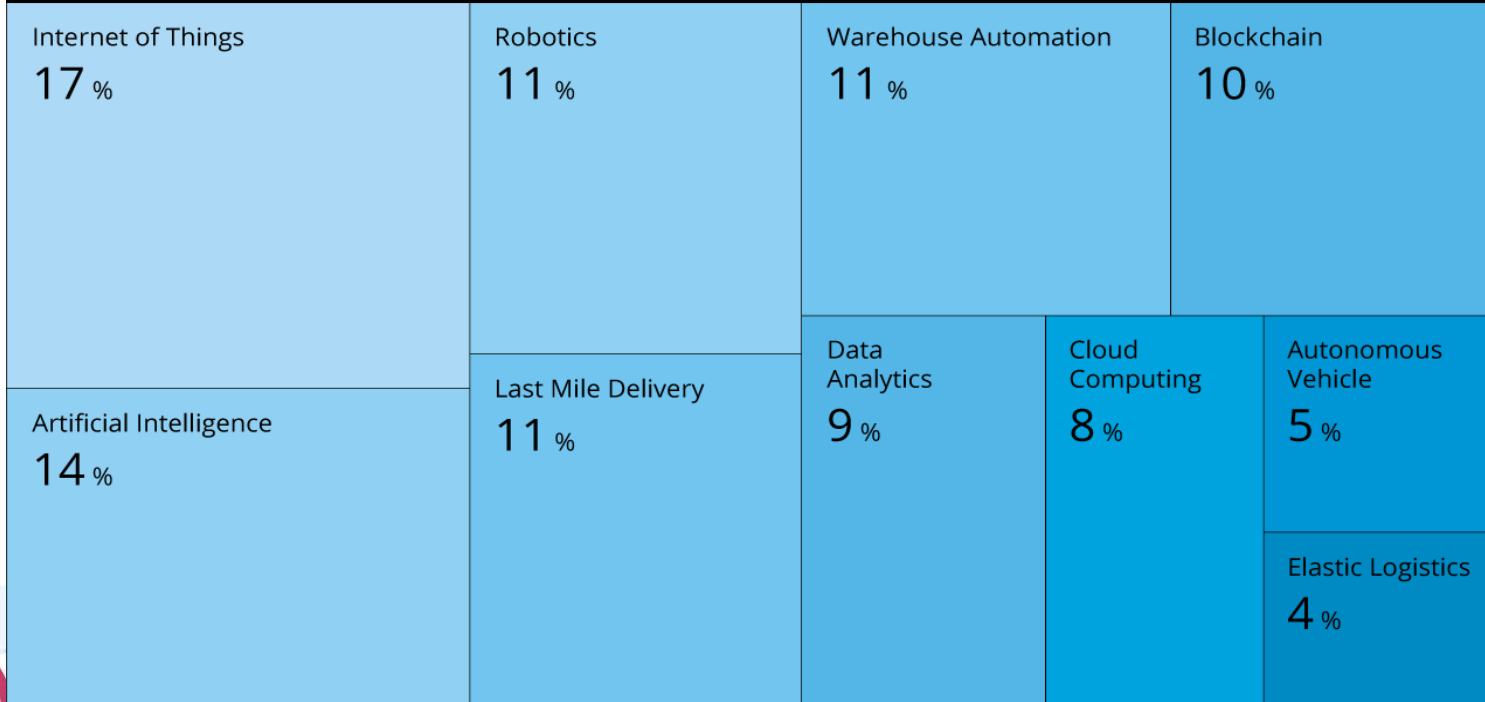 Internet of Things
17 %
Robotics
11 %
Warehouse Automation
11 %
Blockchain
10 %
Artificial Intelligence
14 %
Last Mile Delivery
11 %
Data
Analytics
9 %
Cloud
Computing
8 %
Autonomous
Vehicle
5 %
Elastic Logistics
4 %